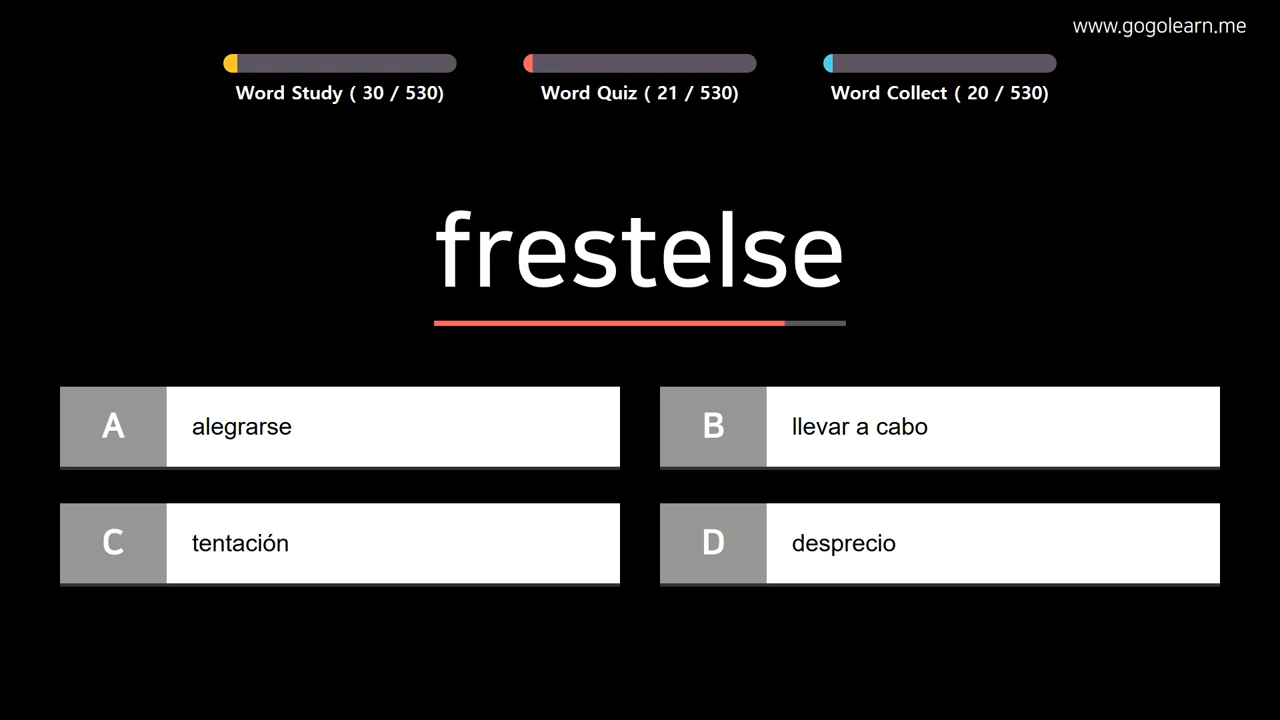 www.gogolearn.me
Word Study ( 30 / 530)
Word Quiz ( 21 / 530)
Word Collect ( 20 / 530)
frestelse
A alegrarse
B llevar a cabo
C tentación
D desprecio